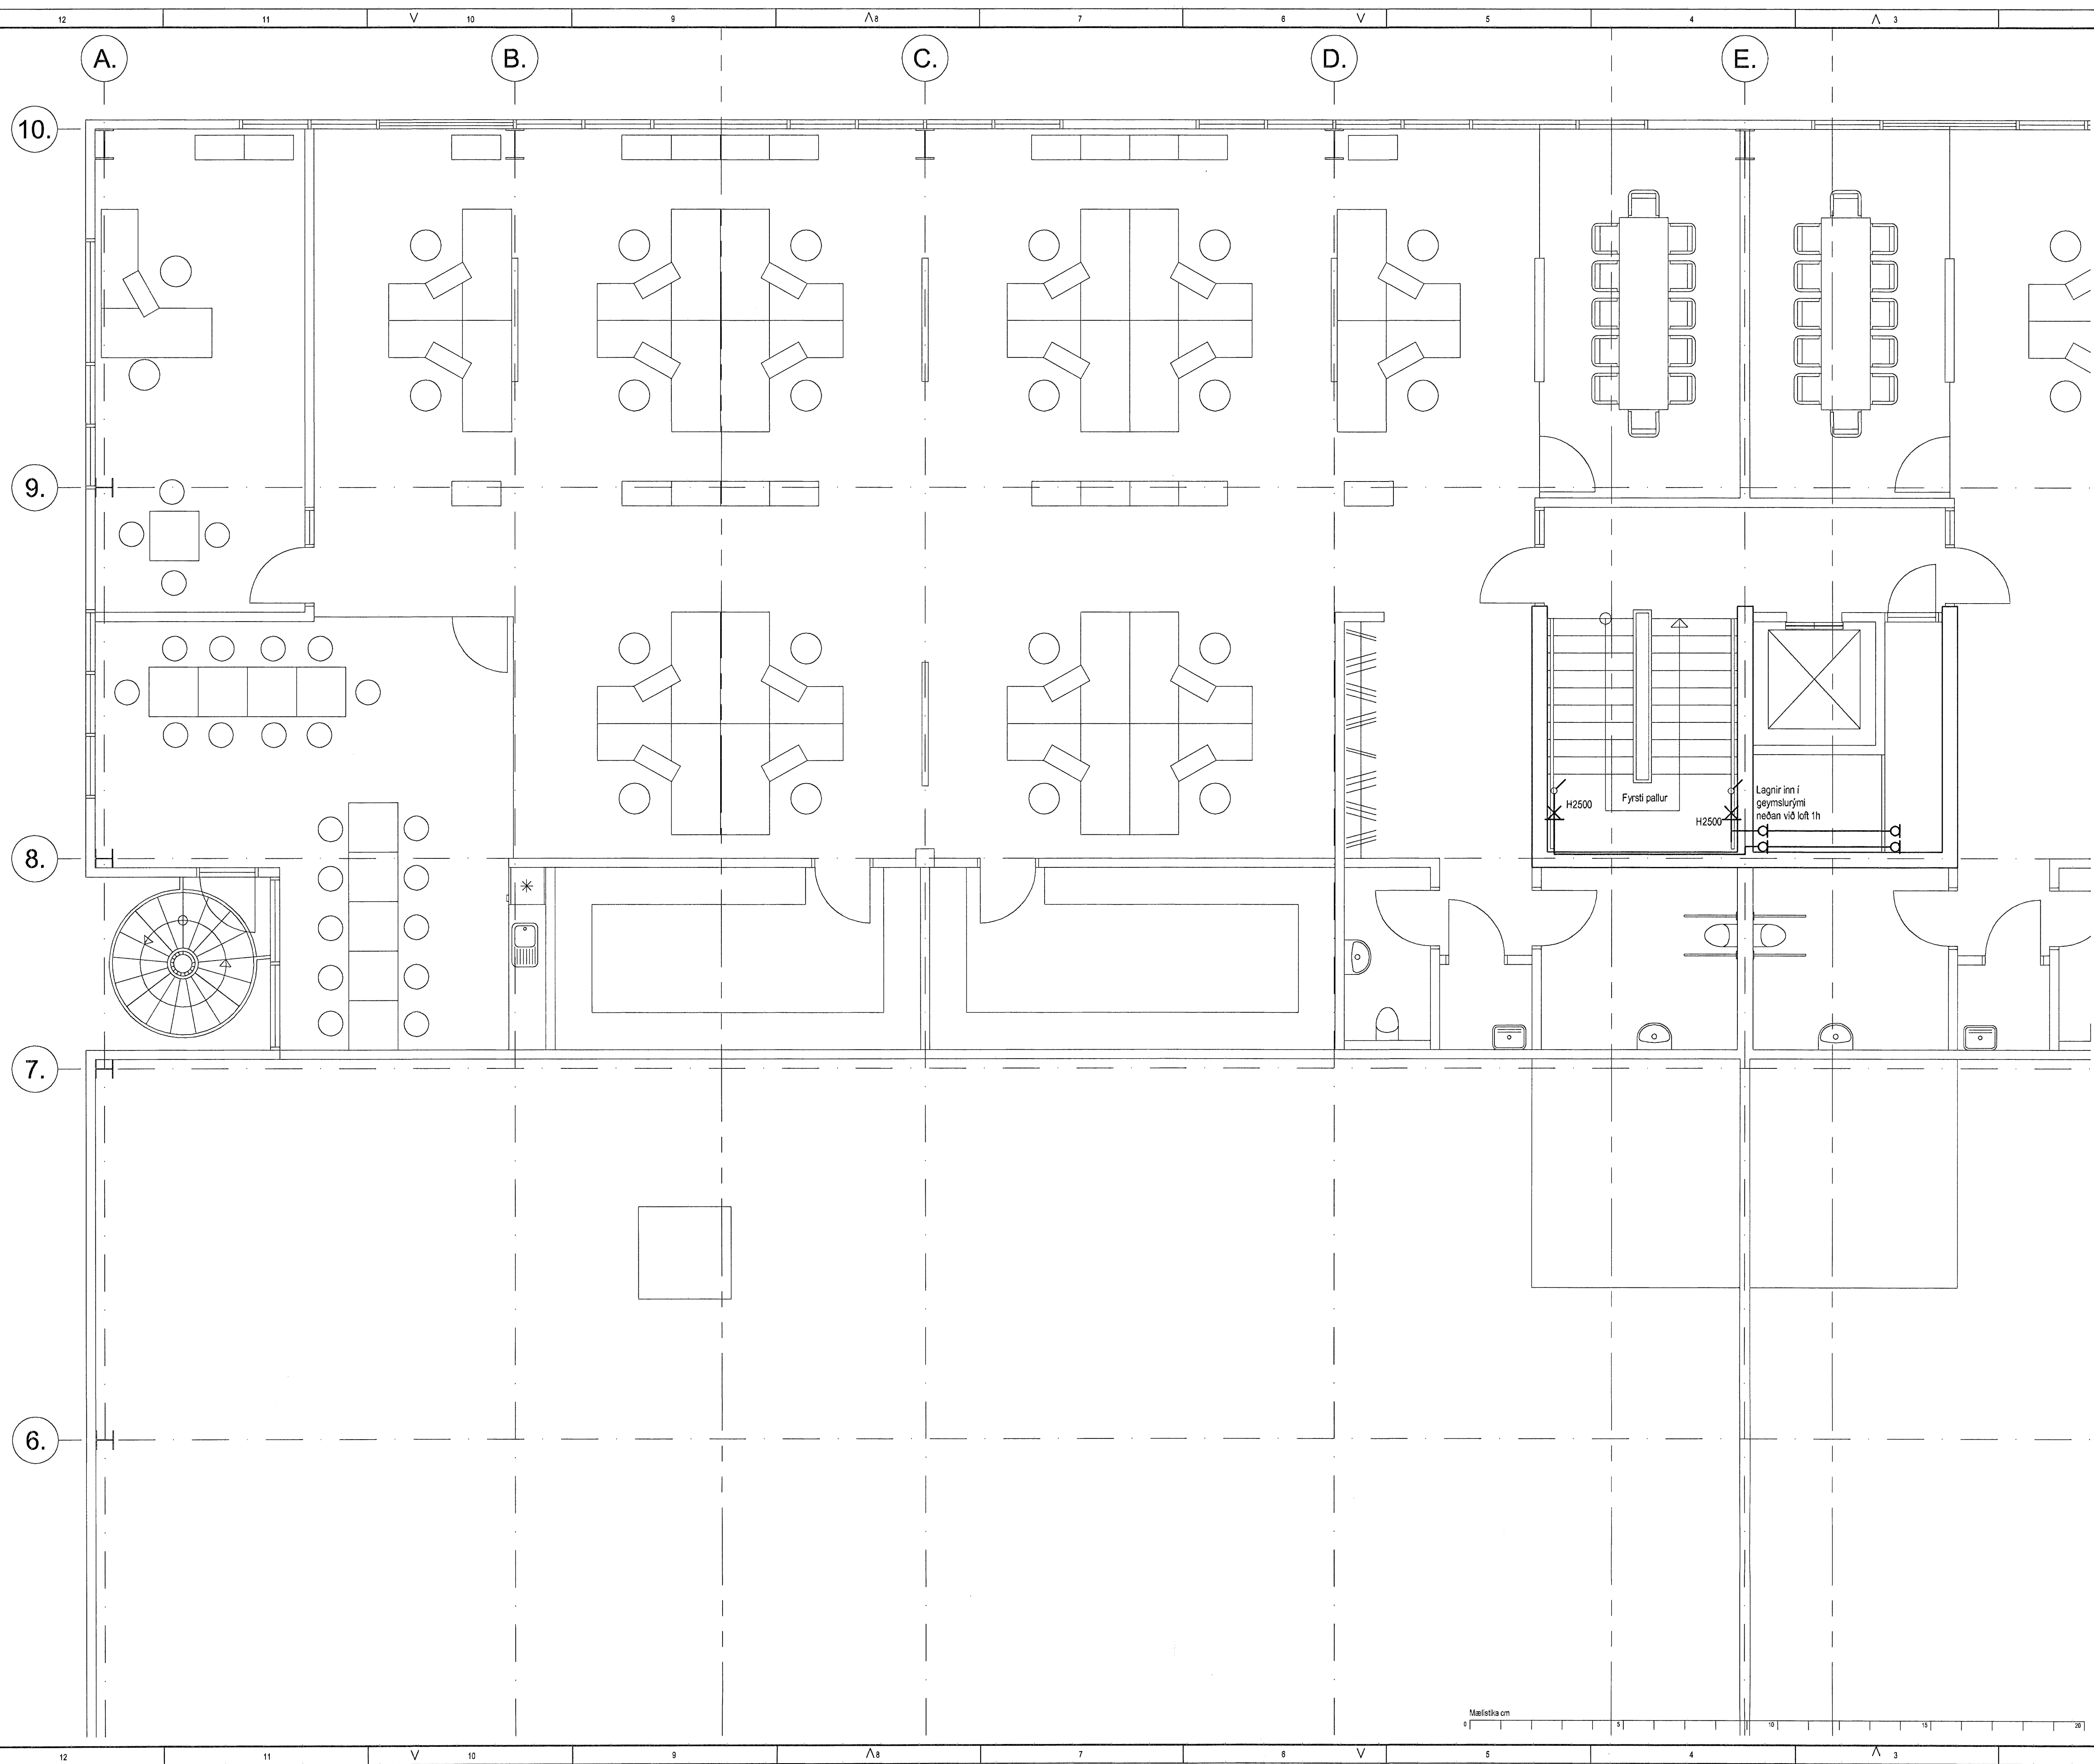 12 11 10 9 8 7 6 5 4 3
A. B. C. D. E.
10.
9.
H2500
Fyrsti pallur
H2500
Lagnir inn í
geymslurými
neðan við loft 1h
8.
7.
6.
Mælistika cm
0 5 10 15 20
12 11 10 9 8 7 6 5 4 3